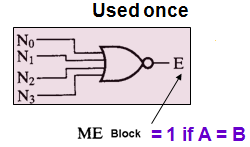 Used once
N₀
N₁
E
N₂
N₃
ME Block = 1 if A = B